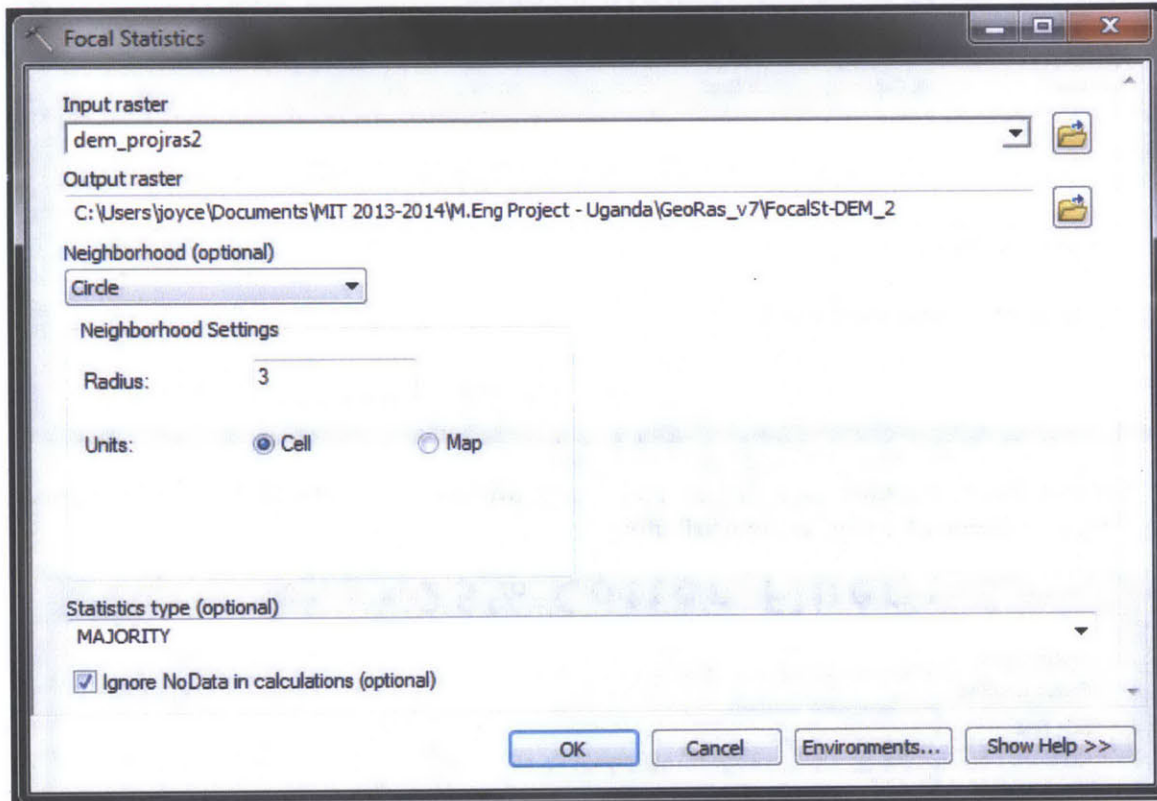 Focal Statistics
Input raster
dem_projras2
Output raster
C:\Users\joyce\Documents\MIT 2013-2014\M.Eng Project - Uganda\GeoRas_v7\FocalSt-DEM_2
Neighborhood (optional)
Circle
Neighborhood Settings
Radius: 3
Units: Cell Map
Statistics type (optional)
MAJORITY
Ignore NoData in calculations (optional)
OK Cancel Environments... Show Help >>